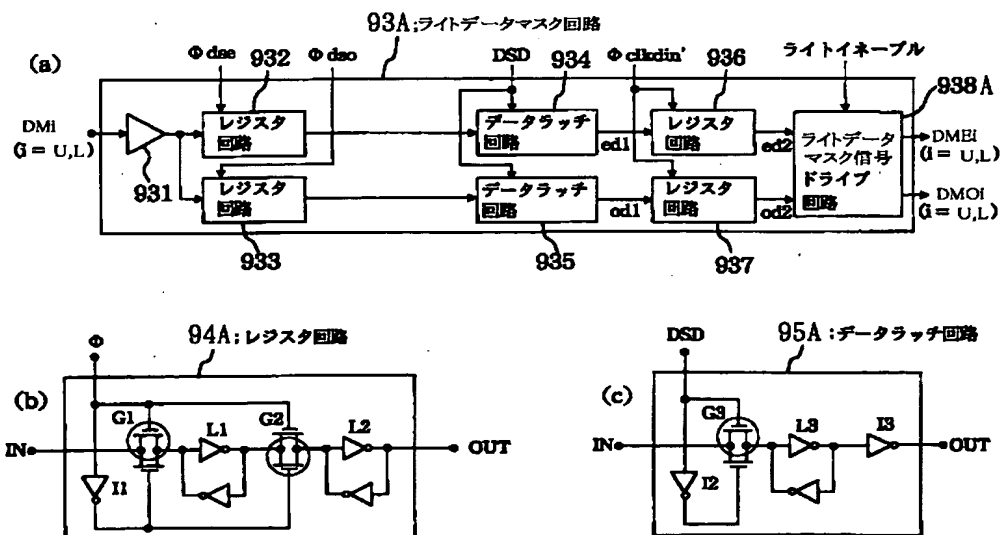 93A;ライトデータマスク回路
(a)
Φ dse
932
Φ dso
DSD
934
Φ clkdin'
936
ライトイネーブル
938A
DMi
(i = U,L)
931
レジスタ
回路
データラッチ
回路
ed1
レジスタ
回路
ed2
ライトデータ
マスク信号
ドライブ
回路
DMEi
(i = U,L)
レジスタ
回路
933
データラッチ
回路
935
od1
レジスタ
回路
937
od2
DMOi
(i = U,L)
94A;レジスタ回路
(b)
Φ
G1
L1
G2
L2
IN
I1
OUT
95A;データラッチ回路
(c)
DSD
G3
L3
I3
IN
I2
OUT